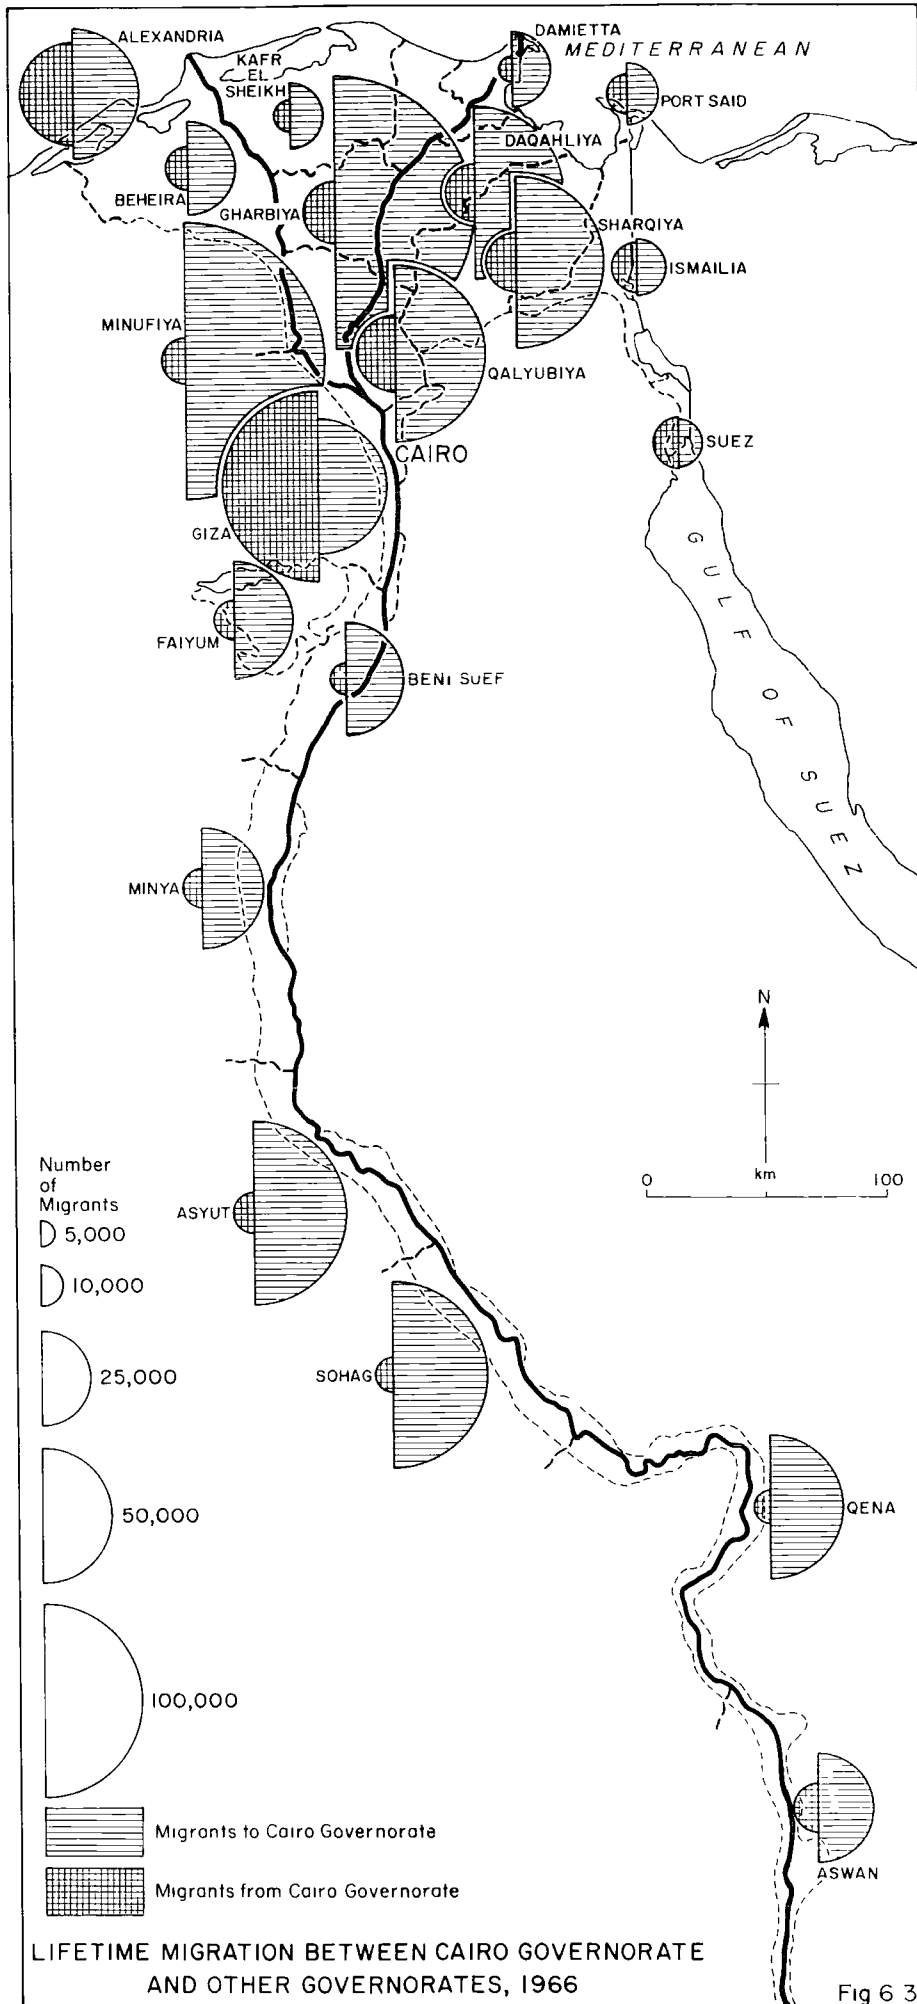 ALEXANDRIA
KAFR
EL
SHEIKH
DAMIETTA
MEDITERRANEAN
PORT SAID
DAQAHLIYA
BEHEIRA
GHARBIYA
SHARQIYA
ISMAILIA
MINUFIYA
QALYUBIYA
SUEZ
CAIRO
GIZA
GULF OF SUEZ
FAIYUM
BENI SUEF
MINYA
N
0 km 100
Number
of
Migrants
5,000
10,000
25,000
50,000
100,000
ASYUT
SOHAG
QENA
ASWAN
Migrants to Cairo Governorate
Migrants from Cairo Governorate
LIFETIME MIGRATION BETWEEN CAIRO GOVERNORATE
AND OTHER GOVERNORATES, 1966
Fig 6 3